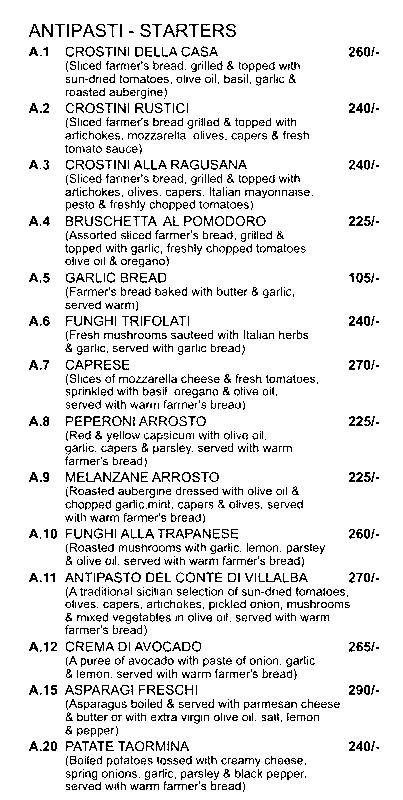 ANTIPASTI - STARTERS
A.1 CROSTINI DELLA CASA 260/-
(Sliced farmer's bread, grilled & topped with
sun-dried tomatoes, olive oil, basil, garlic &
roasted aubergine)
A.2 CROSTINI RUSTICI 240/-
(Sliced farmer's bread grilled & topped with
artichokes, mozzarella olives, capers & fresh
tomato sauce)
A.3 CROSTINI ALLA RAGUSANA 240/-
(Sliced farmer's bread, grilled & topped with
artichokes, olives, capers, Italian mayonnaise,
pesto & freshly chopped tomatoes)
A.4 BRUSCHETTA AL POMODORO 225/-
(Assorted sliced farmer's bread, grilled &
topped with garlic, freshly chopped tomatoes
olive oil & oregano)
A.5 GARLIC BREAD 105/-
(Farmer's bread baked with butter & garlic,
served warm)
A.6 FUNGHI TRIFOLATI 240/-
(Fresh mushrooms sauteed with Italian herbs
& garlic, served with garlic bread)
A.7 CAPRESE 270/-
(Slices of mozzarella cheese & fresh tomatoes,
sprinkled with basil oregano & olive oil,
served with warm farmer's bread)
A.8 PEPERONI ARROSTO 225/-
(Red & yellow capsicum with olive oil,
garlic, capers & parsley, served with warm
farmer's bread)
A.9 MELANZANE ARROSTO 225/-
(Roasted aubergine dressed with olive oil &
chopped garlic,mint, capers & olives, served
with warm farmer's bread)
A.10 FUNGHI ALLA TRAPANESE 260/-
(Roasted mushrooms with garlic, lemon, parsley
& olive oil, served with warm farmer's bread)
A.11 ANTIPASTO DEL CONTE DI VILLALBA 270/-
(A traditional sicilian selection of sun-dried tomatoes,
olives, capers, artichokes, pickled onion, mushrooms
& mixed vegetables in olive oil, served with warm
farmer's bread)
A.12 CREMA DI AVOCADO 265/-
(A puree of avocado with paste of onion, garlic
& lemon, served with warm farmer's bread)
A.15 ASPARAGI FRESCHI 290/-
(Asparagus boiled & served with parmesan cheese
& butter or with extra virgin olive oil, salt, lemon
& pepper)
A.20 PATATE TAORMINA 240/-
(Boiled potatoes tossed with creamy cheese,
spring onions, garlic, parsley & black pepper,
served with warm farmer's bread)